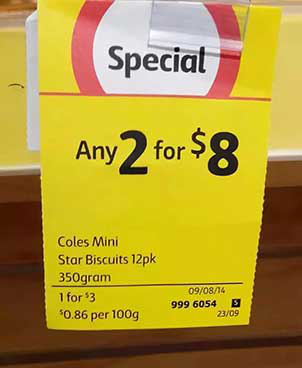 Special
Any 2 for $8
Coles Mini
Star Biscuits 12pk
350gram
1 for $3
$0.86 per 100g
09/08/14
999 6054 S
23/09